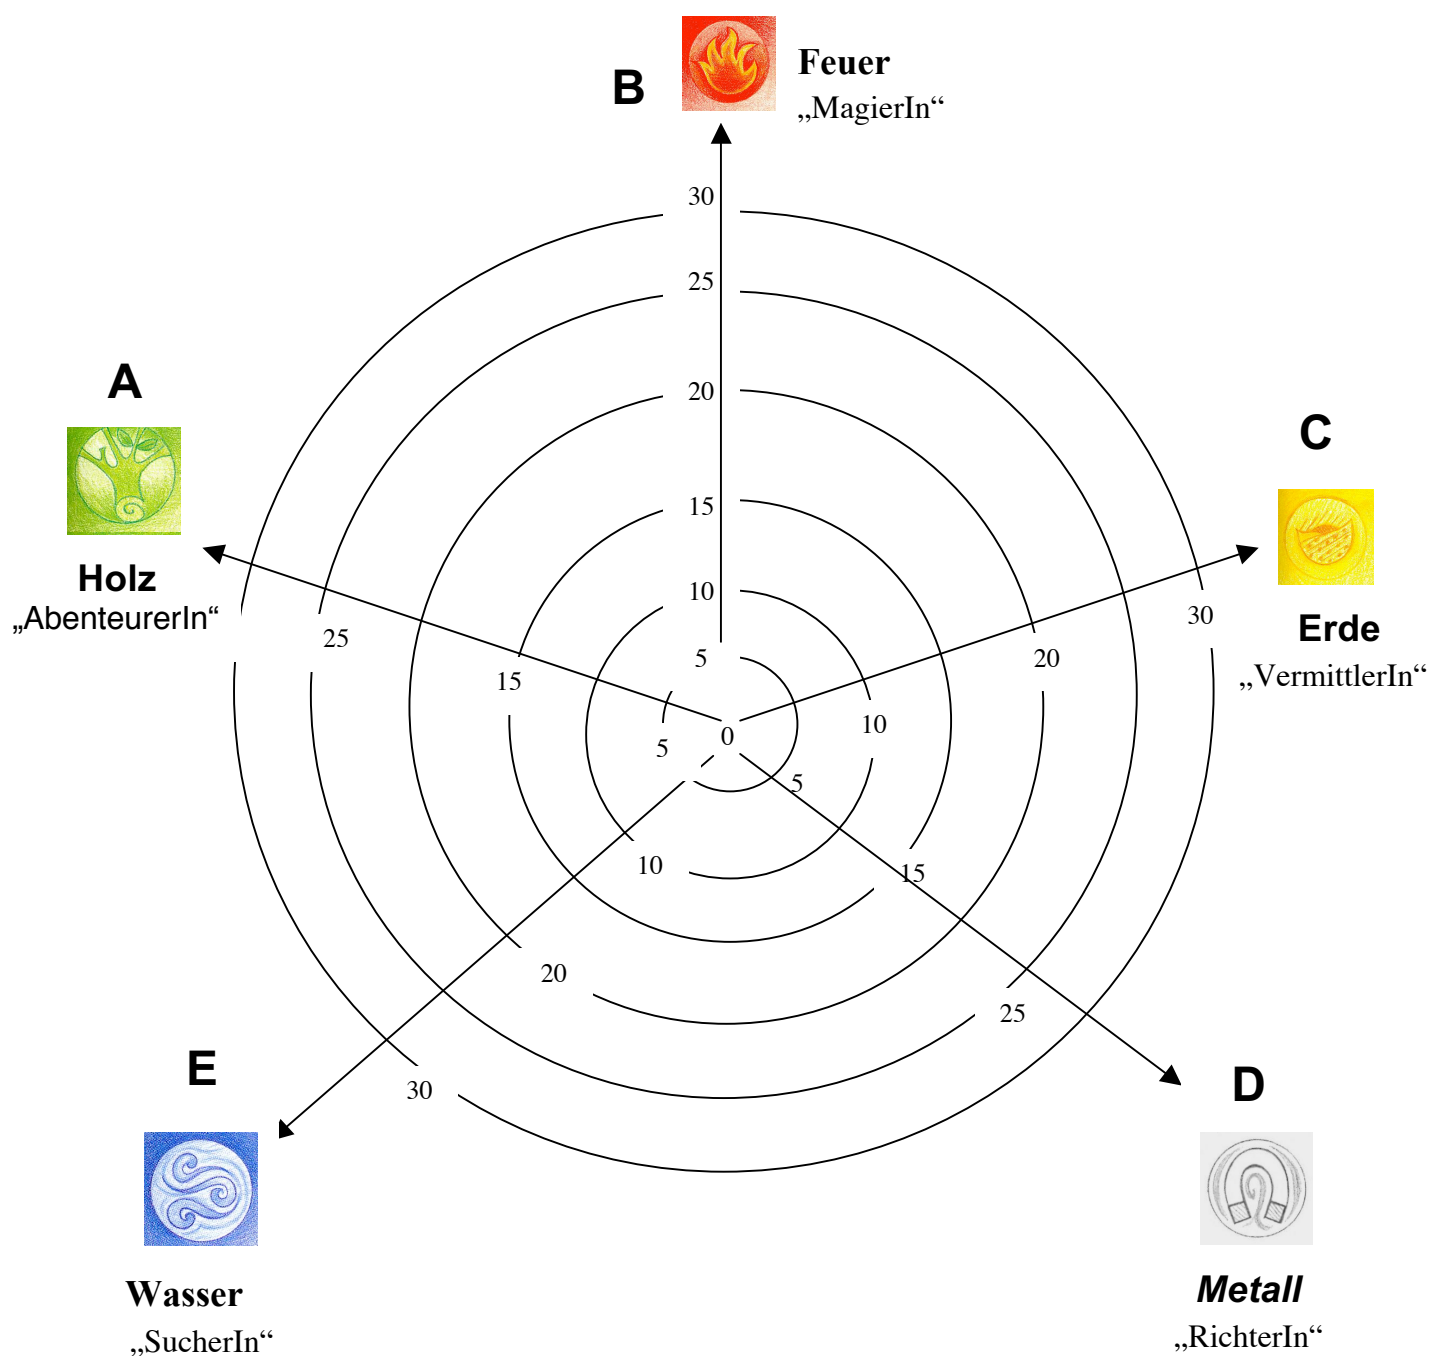 B
Feuer
„MagierIn“
30
25
20
15
10
5
A
Holz
„AbenteurerIn“
25
15
5
0
C
Erde
„VermittlerIn“
30
20
10
5
15
25
D
Metall
„RichterIn“
10
20
30
E
Wasser
„SucherIn“